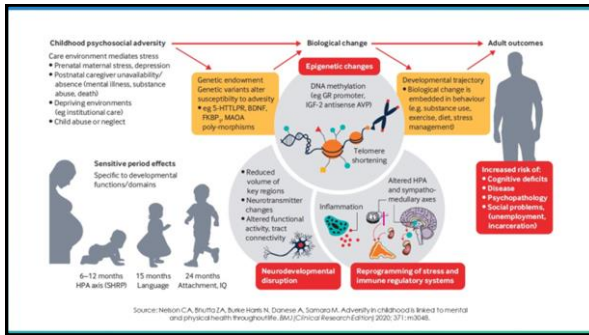 Childhood psychosocial adversity
Biological change
Adult outcomes
Care environment mediates stress
• Prenatal maternal stress, depression
• Postnatal caregiver unavailability/
absence (mental illness, substance
abuse, death)
• Depriving environments
(eg institutional care)
• Child abuse or neglect
Genetic endowment
Genetic variants alter
susceptibility to adversity
• eg 5-HTTLPR, BDNF,
FKBP5, MAOA
poly-morphisms
Epigenetic changes
DNA methylation
(eg GR promoter,
IGF-2 antisense AVP)
Telomere
shortening
Developmental trajectory
• Biological change is
embedded in behaviour
(e.g. substance use,
exercise, diet, stress
management)
Sensitive period effects
Specific to developmental
functions/domains
6–12 months
HPA axis (SHRP)
15 months
Language
24 months
Attachment, IQ
• Reduced
volume of
key regions
• Neurotransmitter
changes
• Altered functional
activity, tract
connectivity
Neurodevelopmental
disruption
Altered HPA
and sympatho-
medullary axes
Inflammation
Reprogramming of stress and
immune regulatory systems
Increased risk of:
• Cognitive deficits
• Disease
• Psychopathology
• Social problems,
(unemployment,
incarceration)
Source: Nelson CA, Bhutta ZA, Burke Harris N, Danese A, Samara M. Adversity in childhood is linked to mental
and physical health throughout life. BMJ (Clinical Research Edition) 2020; 371: m3048.